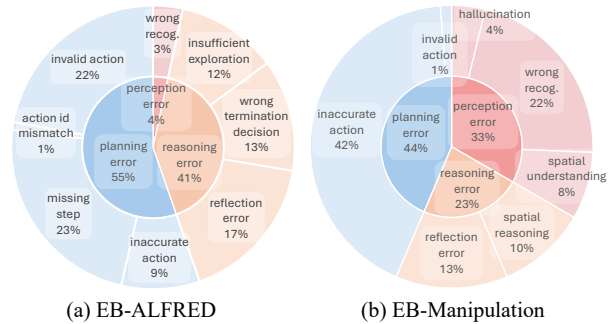 wrong
recog.
3%
insufficient
exploration
12%
wrong
termination
decision
13%
reflection
error
17%
inaccurate
action
9%
missing
step
23%
action id
mismatch
1%
invalid action
22%
perception
error
4%
reasoning
error
41%
planning
error
55%
(a) EB-ALFRED
hallucination
4%
wrong
recog.
22%
spatial
understanding
8%
spatial
reasoning
10%
reflection
error
13%
inaccurate
action
42%
invalid
action
1%
perception
error
33%
reasoning
error
23%
planning
error
44%
(b) EB-Manipulation